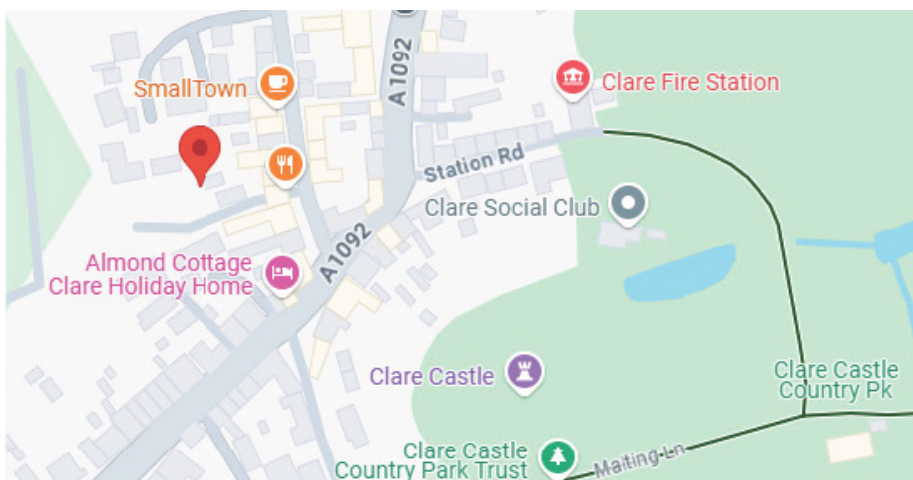 A 1092
SmallTown
Clare Fire Station
Station Rd
Clare Social Club
A1092
Almond Cottage
Clare Holiday Home
Clare Castle
Clare Castle
Country Pk
Clare Castle
Country Park Trust
Malting Ln